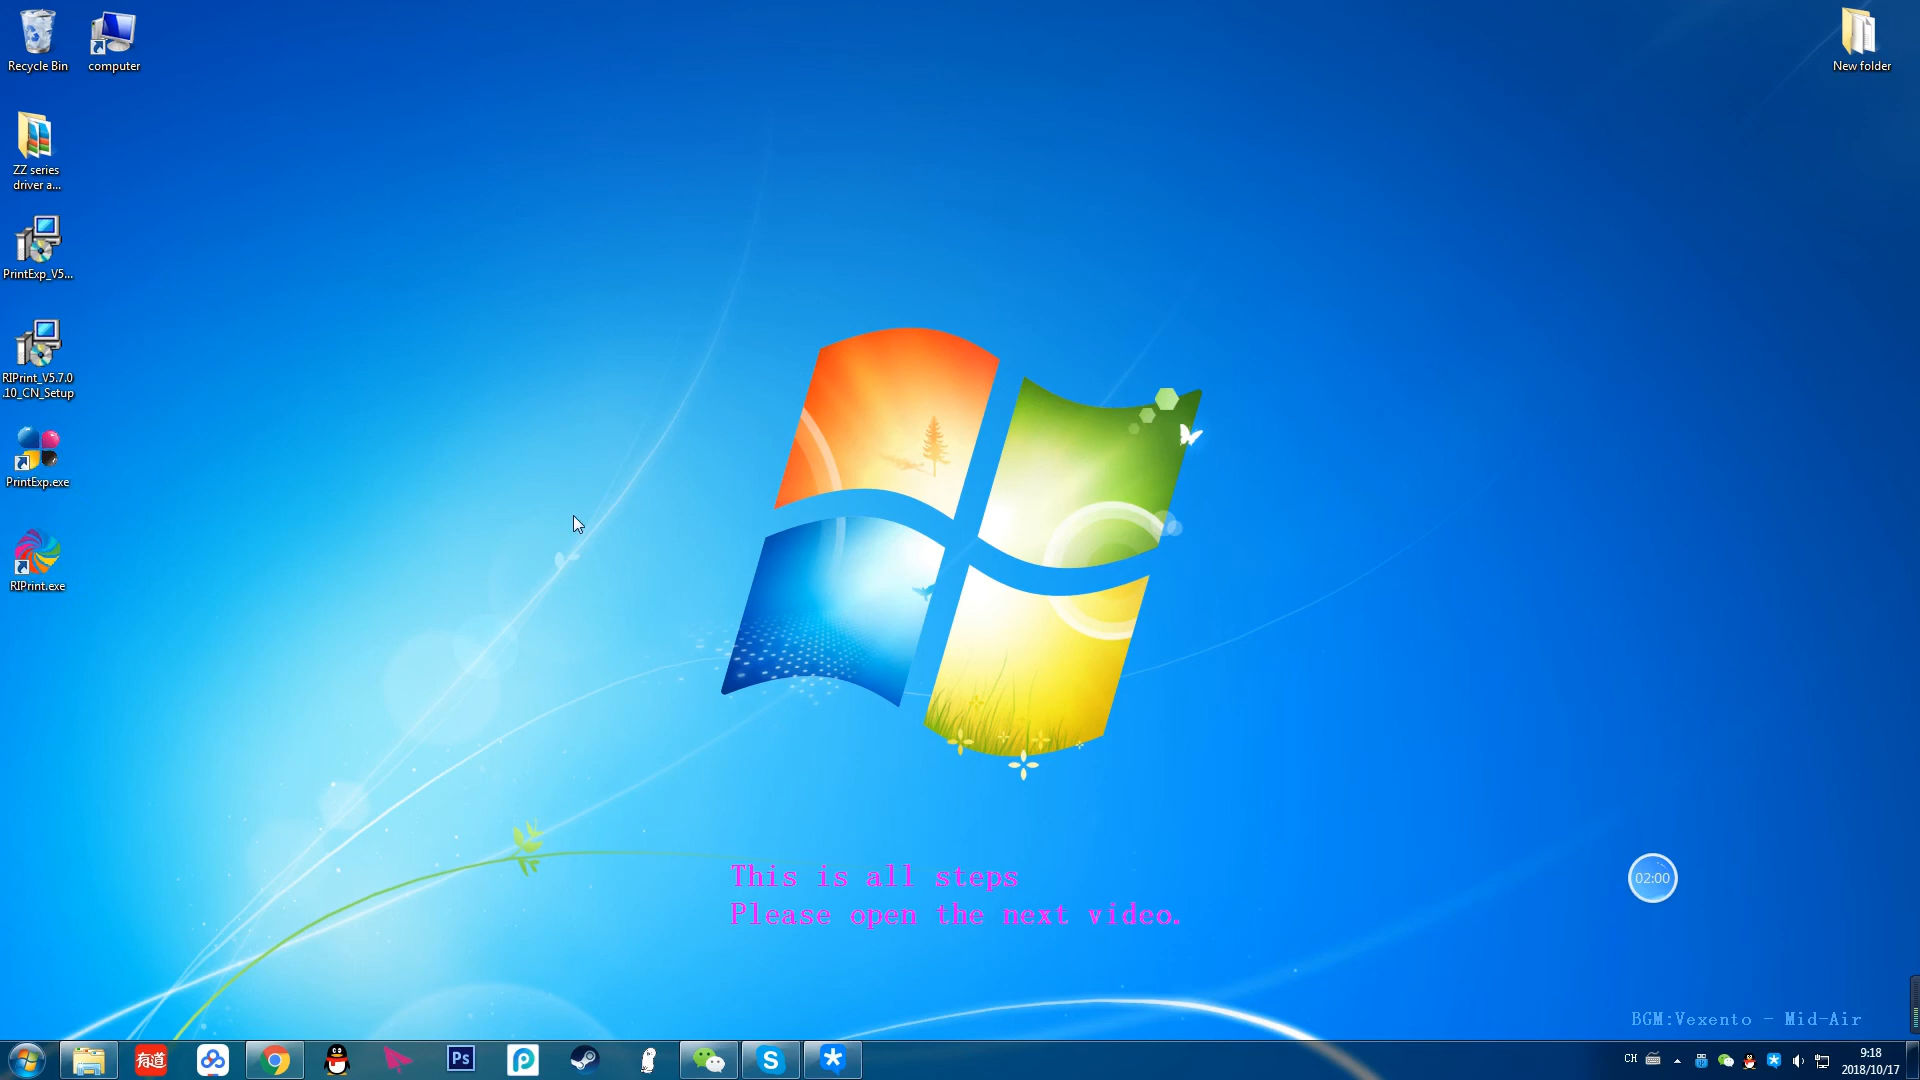 Recycle Bin
computer
New folder
ZZ series
driver a...
PrintExp_V5...
RIPrint_V5.7.0
.10_CN_Setup
PrintExp.exe
RIPrint.exe
This is all steps
Please open the next video.
02:00
BGM:Vexento - Mid-Air
有道
Ps
CH
9:18
2018/10/17